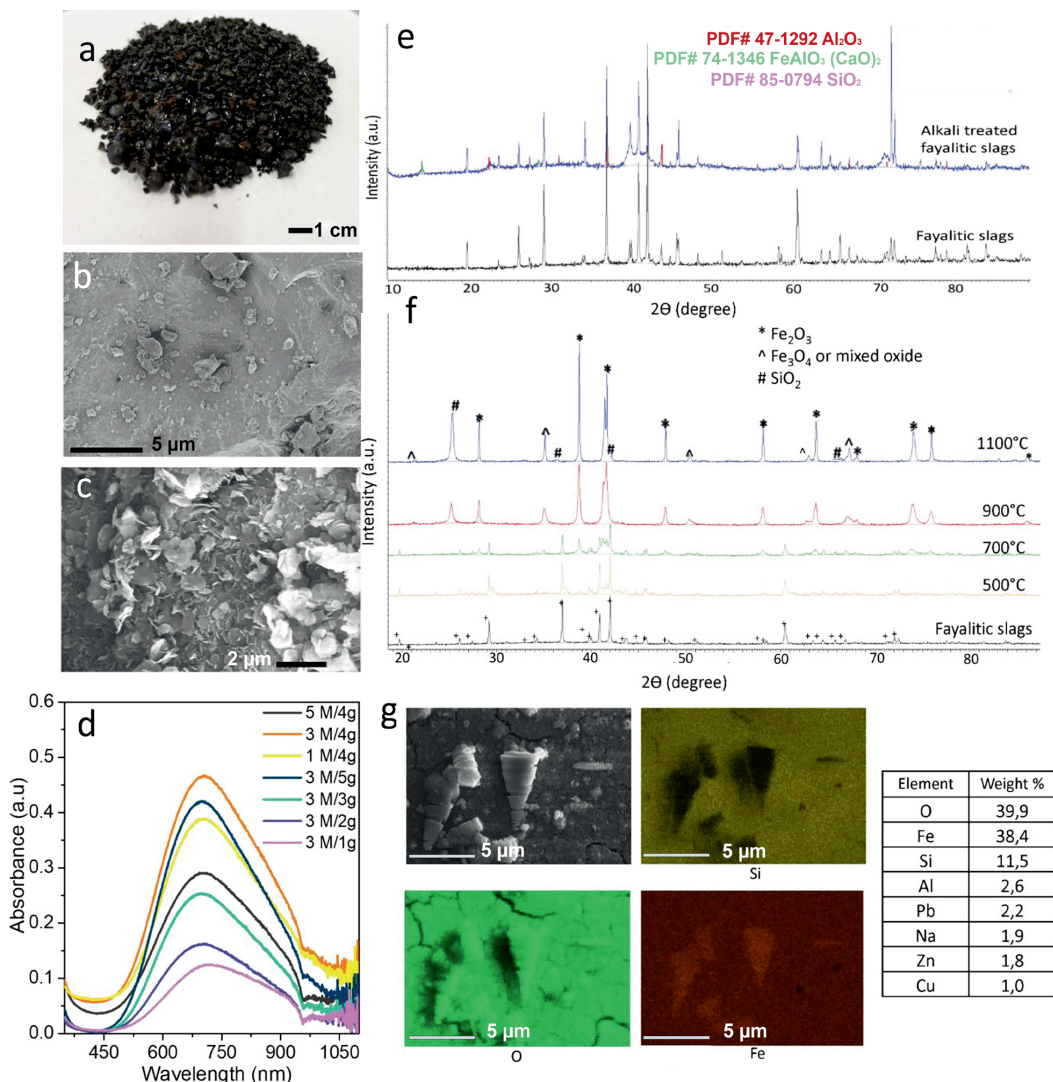 a
1 cm
b
5 µm
c
2 µm
d
0.6
0.5
0.4
0.3
0.2
0.1
0.0
Absorbance (a.u)
5 M/4g
3 M/4g
1 M/4g
3 M/5g
3 M/3g
3 M/2g
3 M/1g
450
600
750
900
1050
Wavelength (nm)
e
PDF# 47-1292 Al₂O₃
PDF# 74-1346 FeAlO₃ (CaO)₂
PDF# 85-0794 SiO₂
Intensity (a.u.)
Alkali treated
fayalitic slags
Fayalitic slags
10
20
30
40
50
60
70
80
2Θ (degree)
f
* Fe₂O₃
^ Fe₃O₄ or mixed oxide
# SiO₂
Intensity (a.u.)
1100°C
900°C
700°C
500°C
Fayalitic slags
20
30
40
50
60
70
80
2Θ (degree)
g
5 µm
5 µm
Si
5 µm
O
5 µm
Fe
Element Weight %
O 39,9
Fe 38,4
Si 11,5
Al 2,6
Pb 2,2
Na 1,9
Zn 1,8
Cu 1,0